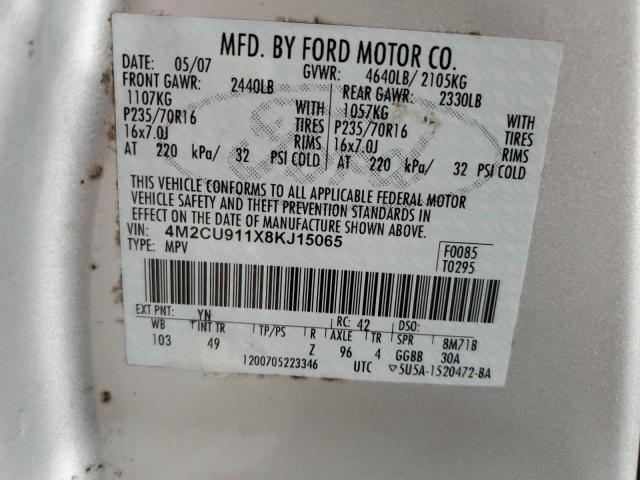 MFD. BY FORD MOTOR CO.
DATE: 05/07 GVWR: 4640LB/ 2105KG
FRONT GAWR: 2440LB REAR GAWR: 2330LB
1107KG WITH 1057KG WITH
P235/70R16 TIRES P235/70R16 TIRES
16x7.0J RIMS 16x7.0J RIMS
AT 220 kPa/ 32 PSI COLD AT 220 kPa/ 32 PSI COLD
THIS VEHICLE CONFORMS TO ALL APPLICABLE FEDERAL MOTOR
VEHICLE SAFETY AND THEFT PREVENTION STANDARDS IN
EFFECT ON THE DATE OF MANUFACTURE SHOWN ABOVE.
VIN: 4M2CU911X8KJ15065
TYPE: MPV
F0085
T0295
EXT PNT: YN RC: 42 DSO:
WB INT TR TP/PS R AXLE TR SPR 8M71B
103 49 Z 96 4 GGBB 30A
1200705223346 UTC ▽5U5A-1520472-BA